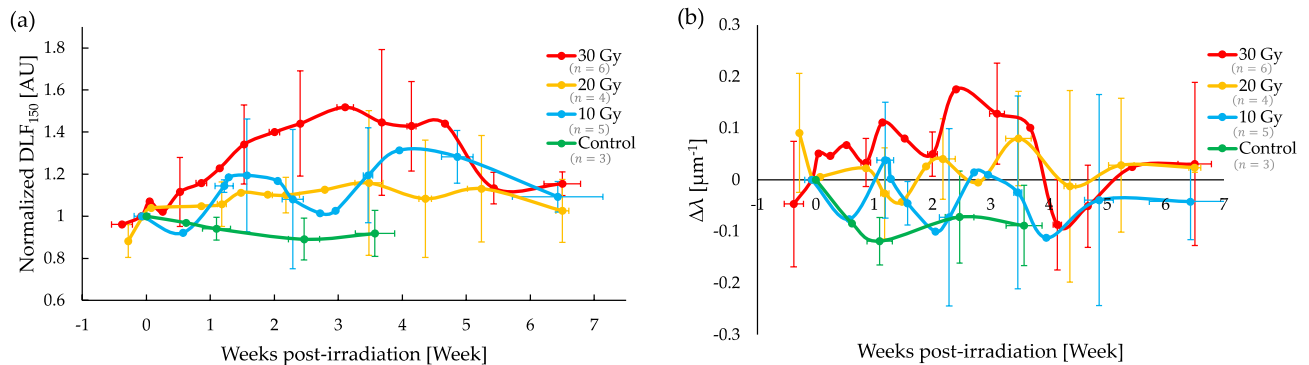 (a)
Normalized DLF150 [AU]
1.8
1.6
1.4
1.2
1
0.8
0.6
-1 0 1 2 3 4 5 6 7
Weeks post-irradiation [Week]
30 Gy
(n = 6)
20 Gy
(n = 4)
10 Gy
(n = 5)
Control
(n = 3)
(b)
Δλ [μm⁻¹]
0.3
0.2
0.1
0
-0.1
-0.2
-0.3
-1 0 1 2 3 4 5 6 7
Weeks post-irradiation [Week]
30 Gy
(n = 6)
20 Gy
(n = 4)
10 Gy
(n = 5)
Control
(n = 3)